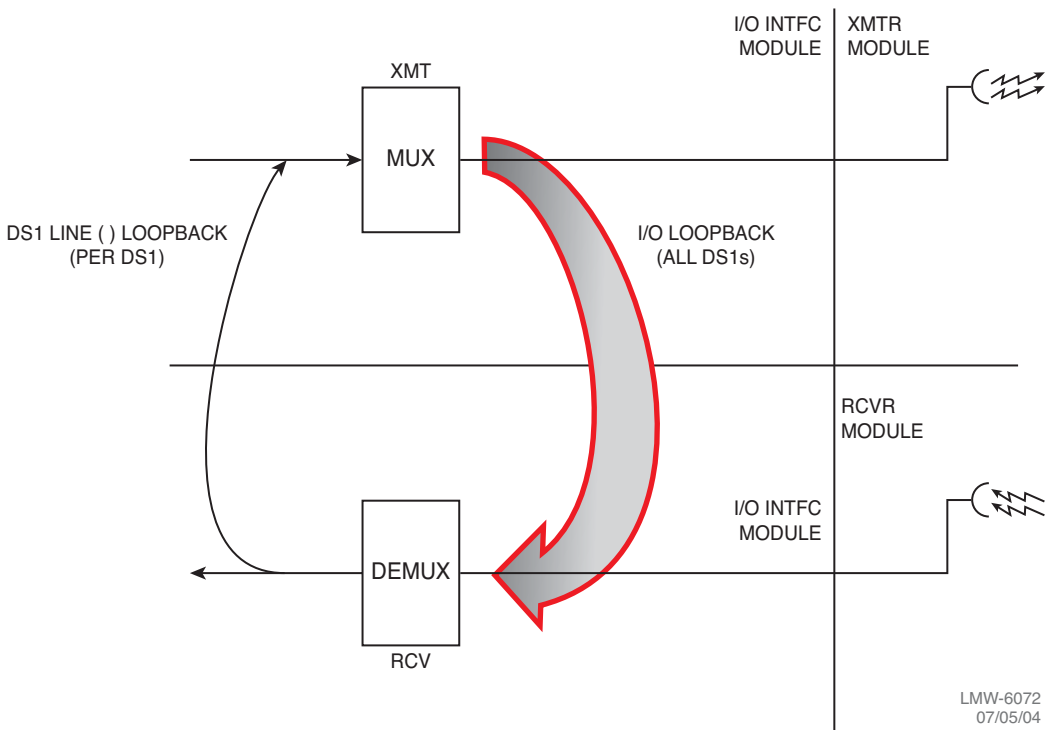 I/O INTFC
MODULE
XMTR
MODULE
XMT
MUX
DS1 LINE ( ) LOOPBACK
(PER DS1)
I/O LOOPBACK
(ALL DS1s)
RCVR
MODULE
I/O INTFC
MODULE
DEMUX
RCV
LMW-6072
07/05/04